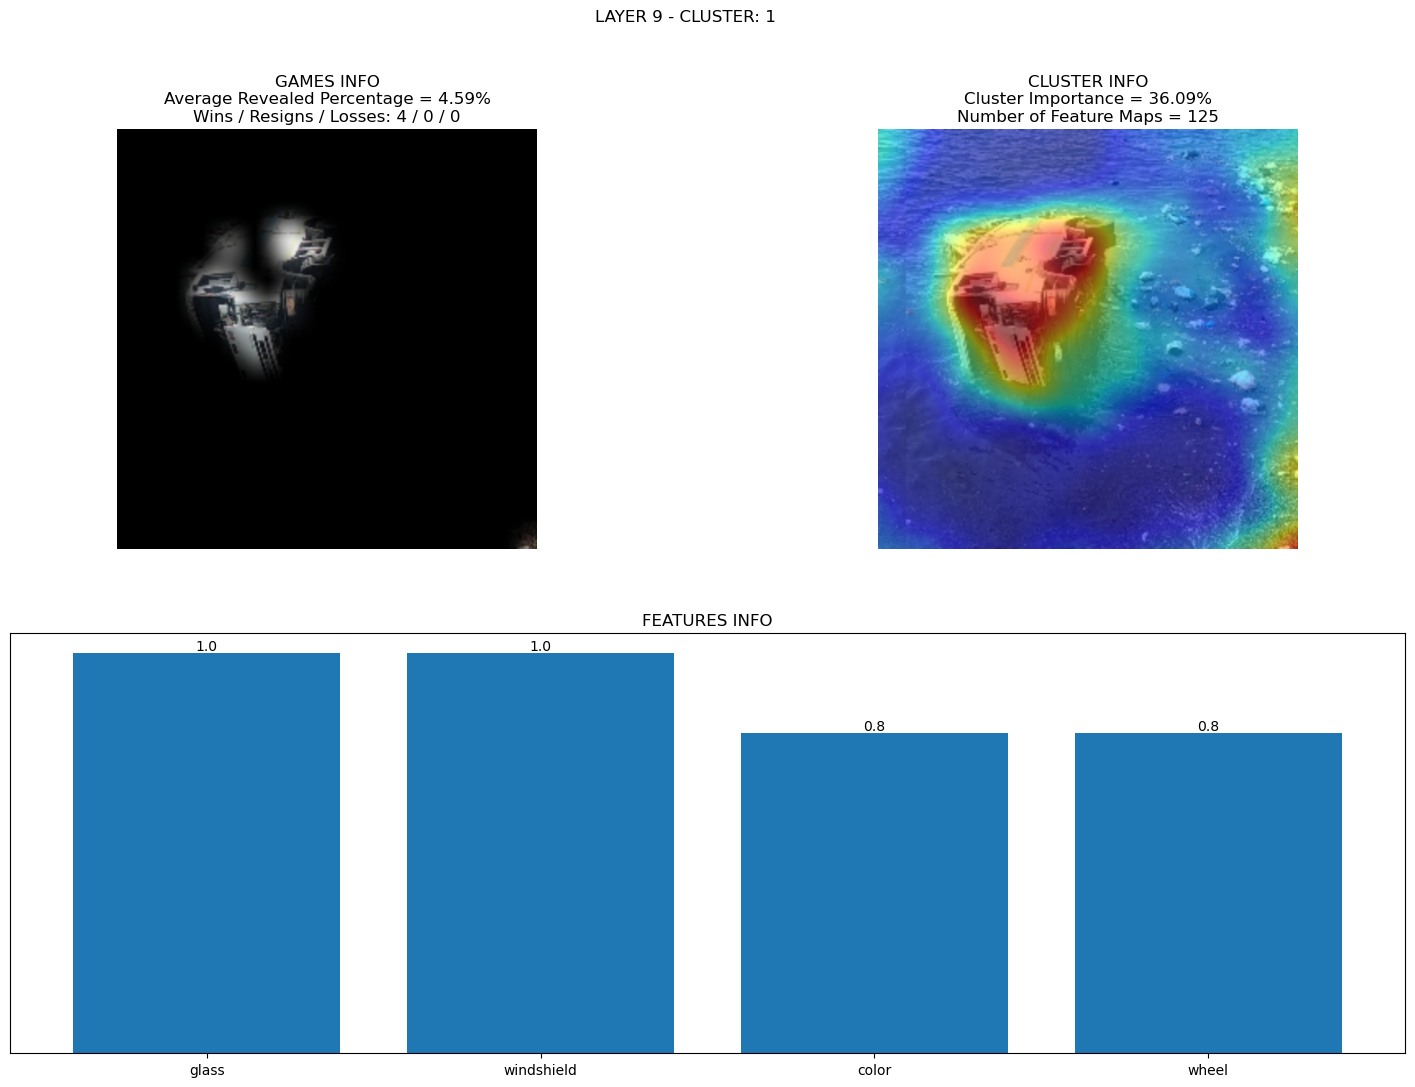 LAYER 9 - CLUSTER: 1
GAMES INFO
Average Revealed Percentage = 4.59%
Wins / Resigns / Losses: 4 / 0 / 0
CLUSTER INFO
Cluster Importance = 36.09%
Number of Feature Maps = 125
FEATURES INFO
1.0
1.0
0.8
0.8
glass
windshield
color
wheel